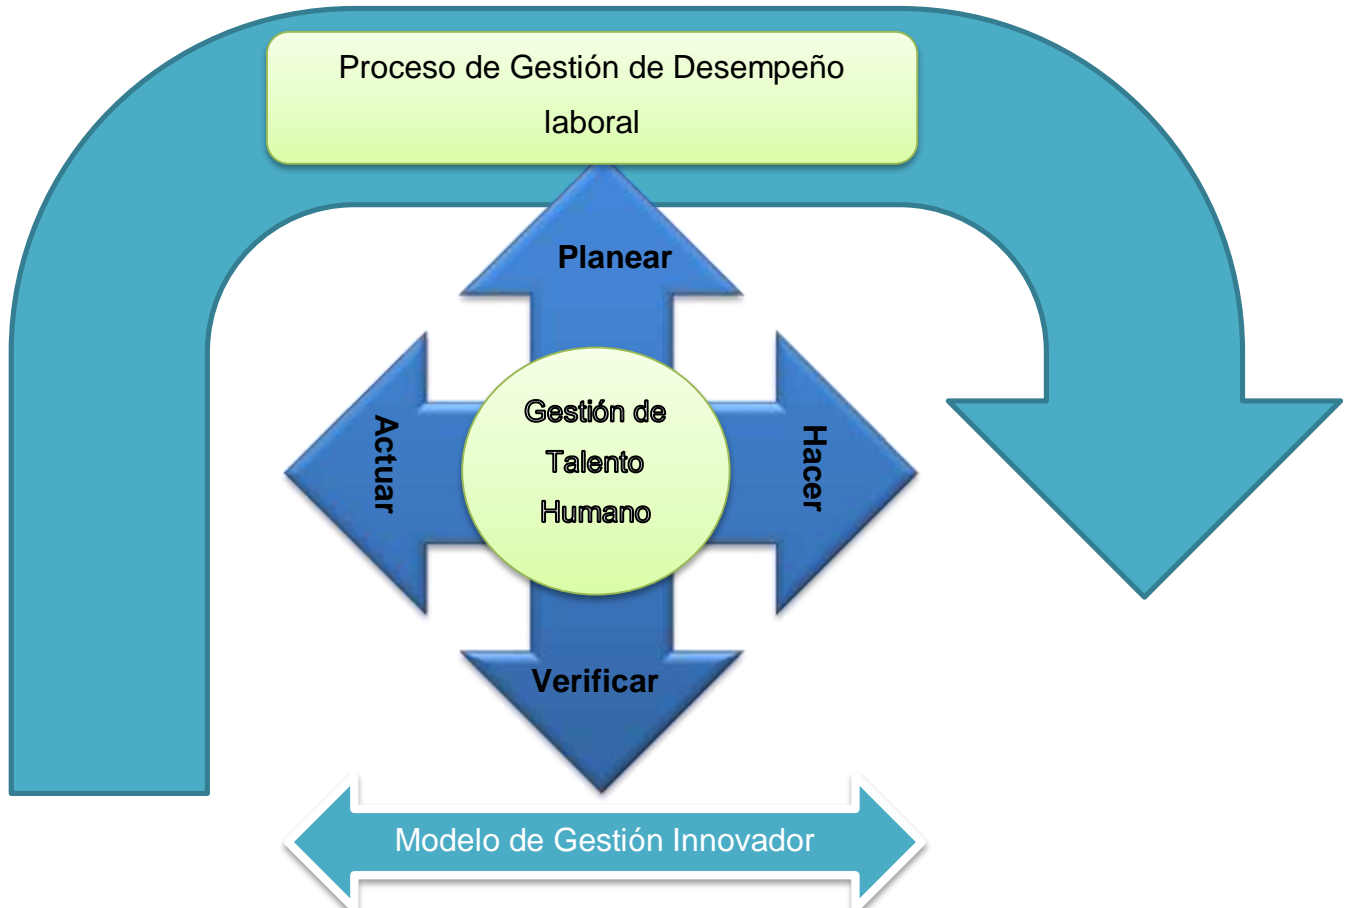 Proceso de Gestión de Desempeño
laboral
Planear
Actuar
Gestión de
Talento
Humano
Hacer
Verificar
Modelo de Gestión Innovador